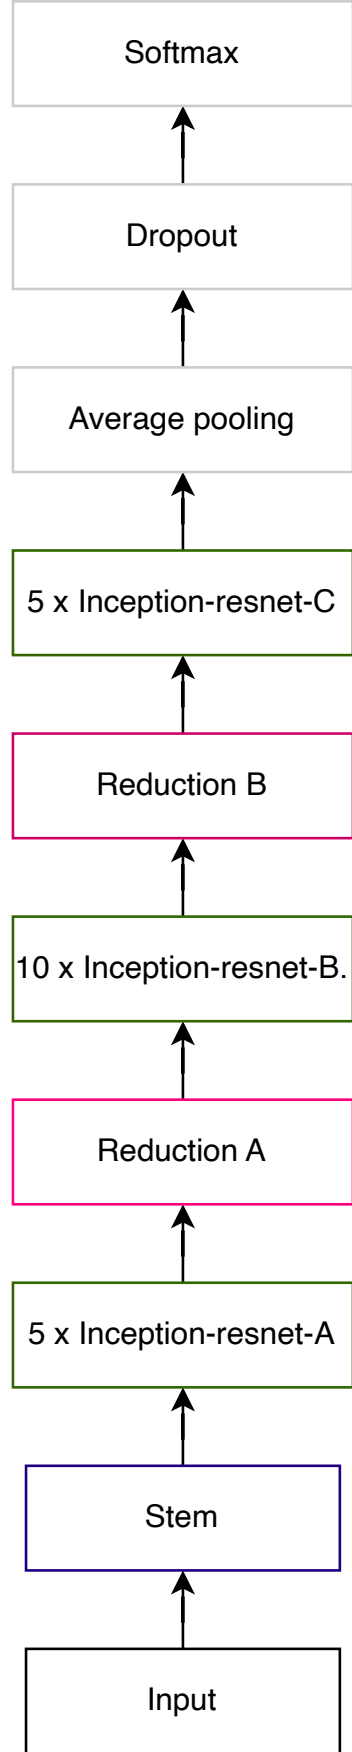 Softmax
Dropout
Average pooling
5 x Inception-resnet-C
Reduction B
10 x Inception-resnet-B.
Reduction A
5 x Inception-resnet-A
Stem
Input